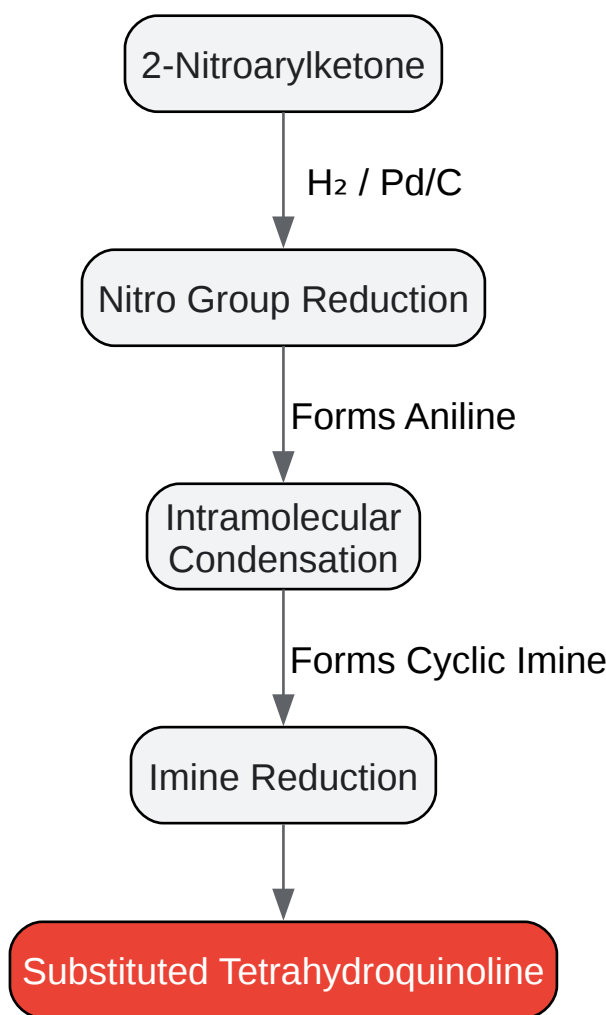 2-Nitroarylketone
H₂ / Pd/C
Nitro Group Reduction
Forms Aniline
Intramolecular
Condensation
Forms Cyclic Imine
Imine Reduction
Substituted Tetrahydroquinoline